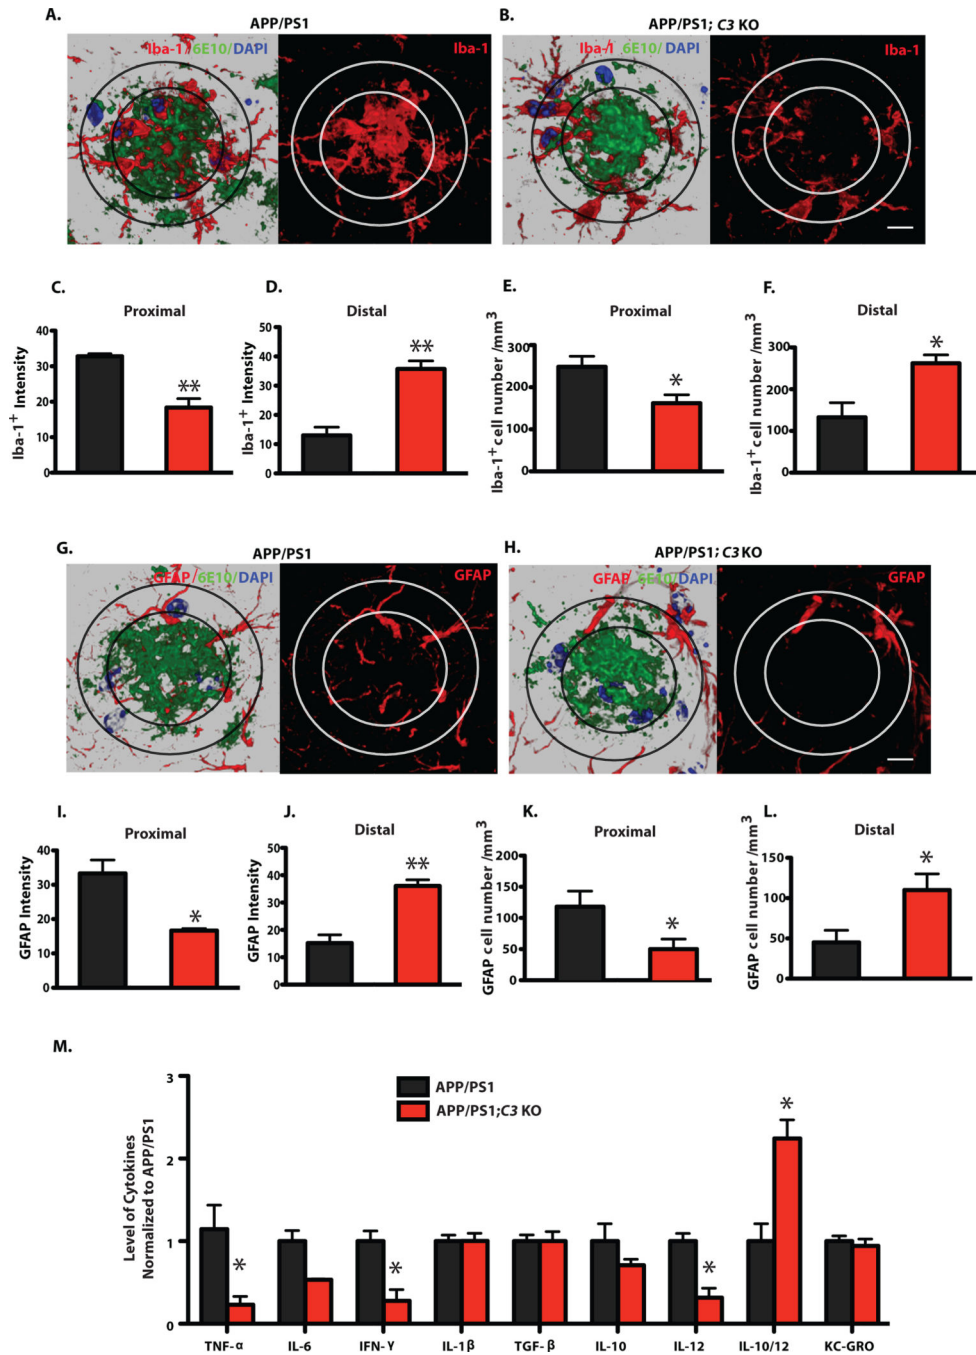 A.
APP/PS1
B.
APP/PS1; C3 KO
Iba-1/6E10/DAPI
Iba-1
Iba-1 6E10/DAPI
Iba-1
C.
Proximal
Iba-1+ Intensity
40
30
20
10
0
**
D.
Distal
Iba-1+ Intensity
50
40
30
20
10
0
**
E.
Proximal
Iba-1+ cell number /mm3
300
200
100
0
*
F.
Distal
Iba-1+ cell number /mm3
300
200
100
0
*
G.
APP/PS1
H.
APP/PS1; C3 KO
GFAP/6E10/DAPI
GFAP
GFAP 6E10/DAPI
GFAP
I.
Proximal
GFAP Intensity
40
30
20
10
0
*
J.
Distal
GFAP Intensity
50
40
30
20
10
0
**
K.
Proximal
GFAP cell number /mm3
200
150
100
50
0
*
L.
Distal
GFAP cell number /mm3
150
100
50
0
*
M.
Level of Cytokines
Normalized to APP/PS1
3
2
1
0
APP/PS1
APP/PS1;C3 KO
*
*
*
*
TNF-α
IL-6
IFN-γ
IL-1β
TGF-β
IL-10
IL-12
IL-10/12
KC-GRO